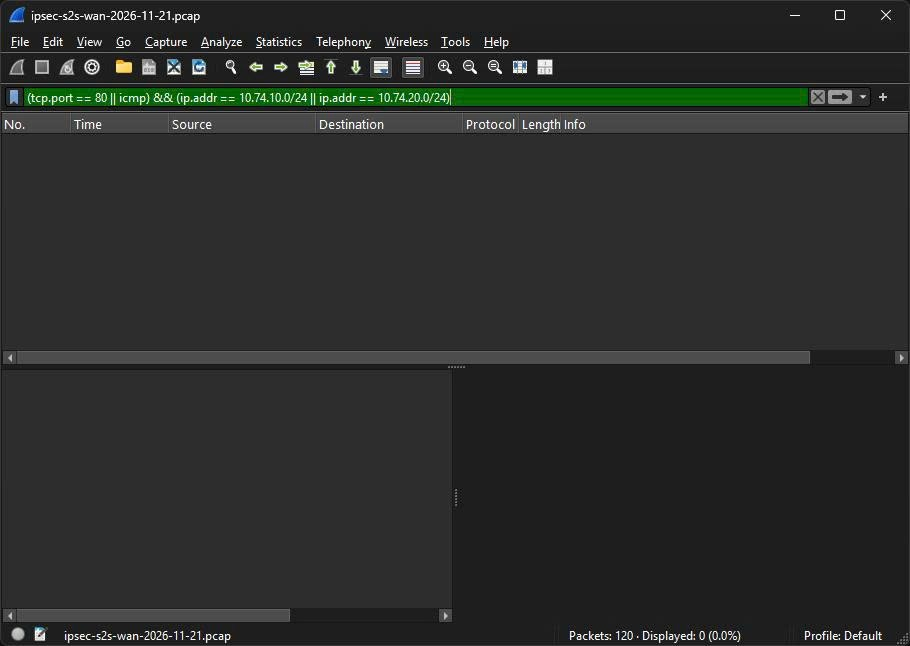 ipsec-s2s-wan-2026-11-21.pcap
File Edit View Go Capture Analyze Statistics Telephony Wireless Tools Help
(tcp.port == 80 || icmp) && (ip.addr == 10.74.10.0/24 || ip.addr == 10.74.20.0/24)
No. Time Source Destination Protocol Length Info
ipsec-s2s-wan-2026-11-21.pcap Packets: 120 · Displayed: 0 (0.0%) Profile: Default